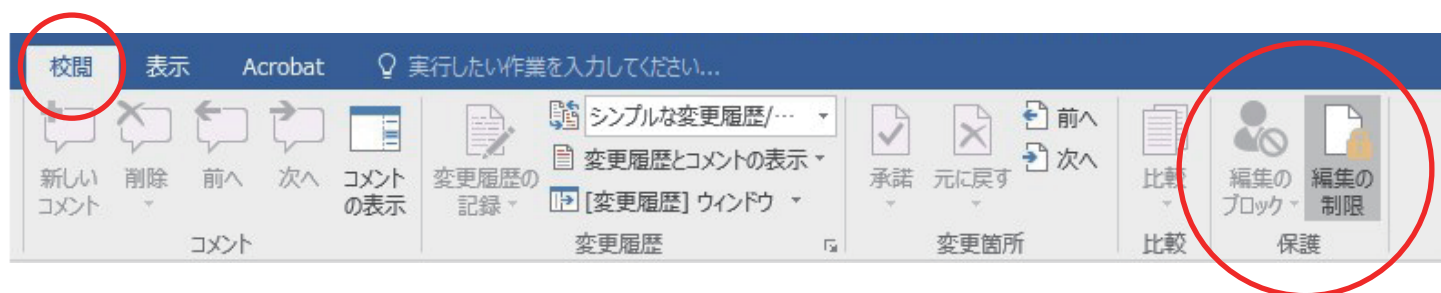 校閲 表示 Acrobat 実行したい作業を入力してください...
新しい
コメント
削除
前へ
次へ
コメント
の表示
コメント
変更履歴の
記録
シンプルな変更履歴/…
変更履歴とコメントの表示
[変更履歴] ウィンドウ
変更履歴
承諾
元に戻す
前へ
次へ
変更箇所
比較
比較
編集の
ブロック
編集の
制限
保護